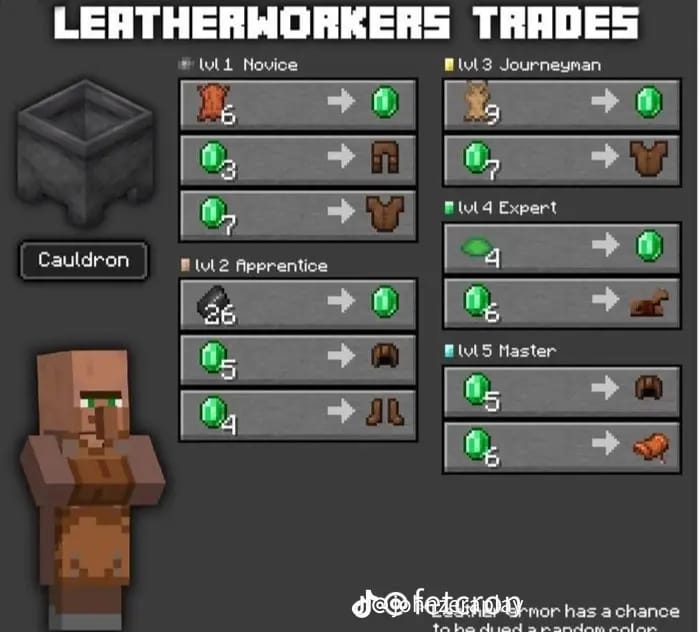 LEATHERWORKERS TRADES
lvl 1 Novice
6
3
7
Cauldron
lvl 2 Apprentice
26
5
4
lvl 3 Journeyman
9
7
lvl 4 Expert
4
6
lvl 5 Master
5
6
fetcron
Leather armor has a chance
to be dyed a random color